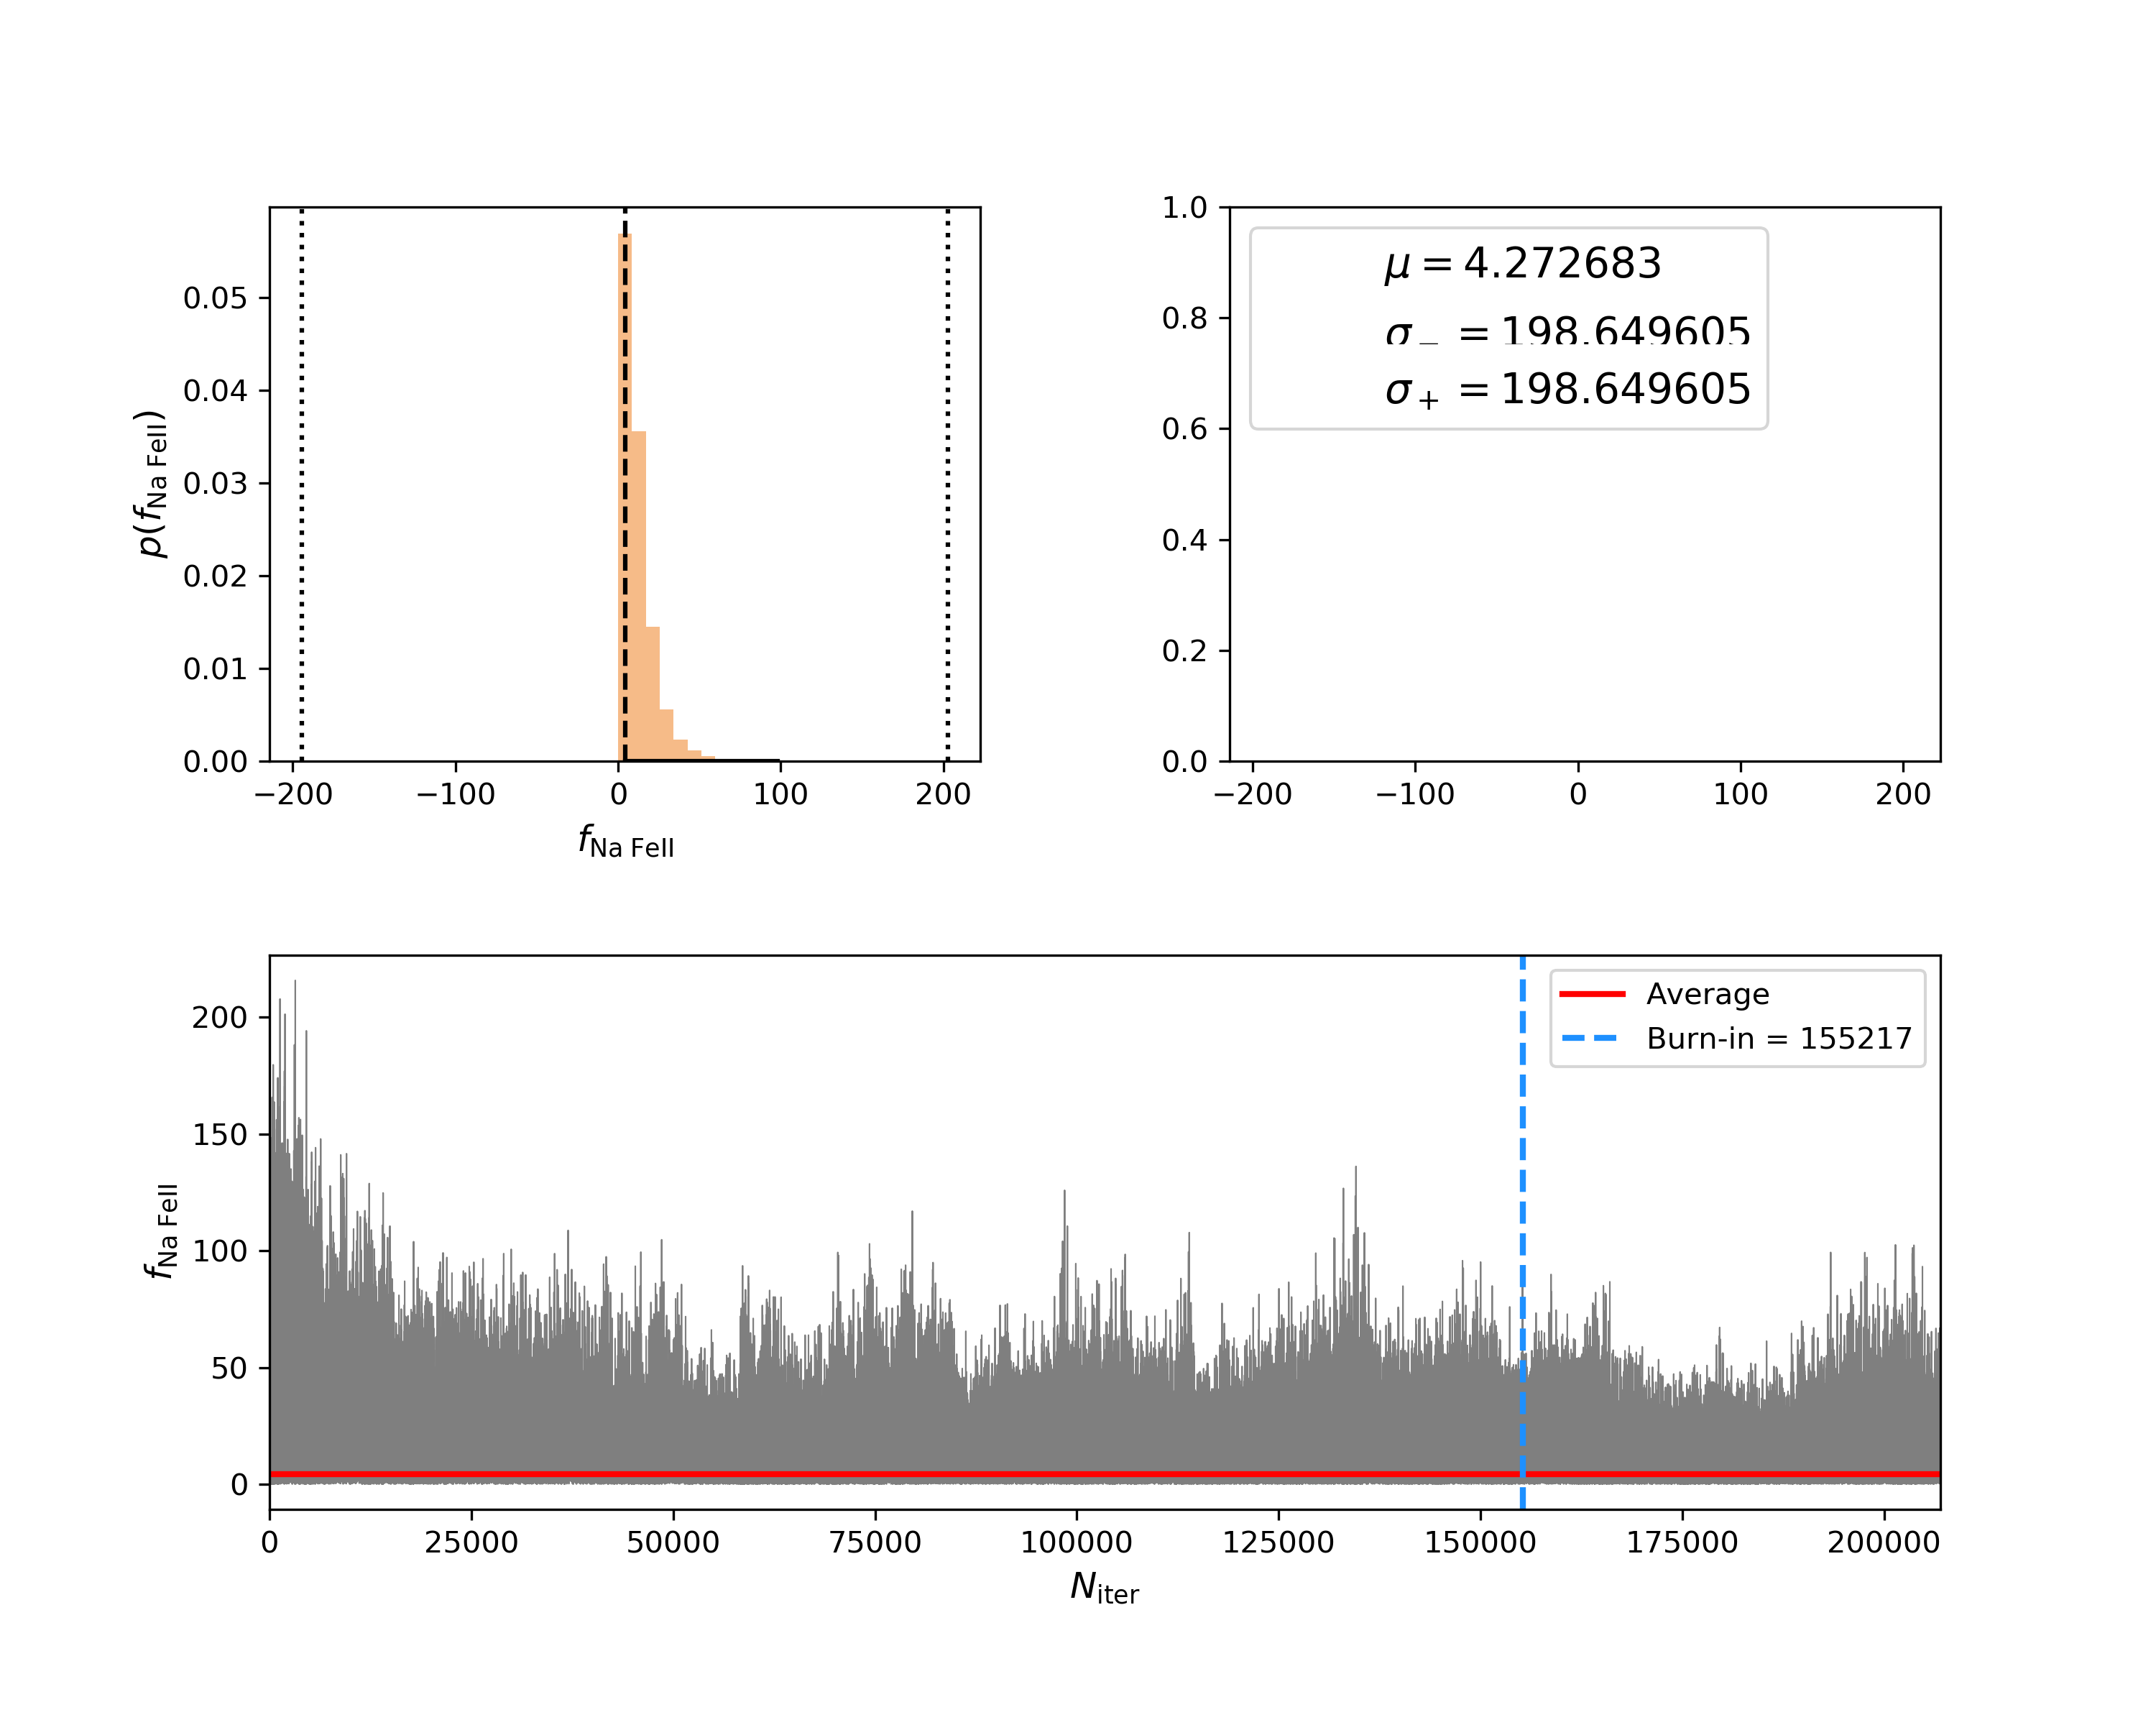 0.05
0.04
0.03
0.02
0.01
0.00
p(f_Na FeII)
−200 −100 0 100 200
f_Na FeII
1.0
0.8
0.6
0.4
0.2
0.0
μ = 4.272683
σ_− = 198.649605
σ_+ = 198.649605
−200 −100 0 100 200
200
150
100
50
0
f_Na FeII
Average
Burn-in = 155217
0 25000 50000 75000 100000 125000 150000 175000 200000
N_iter